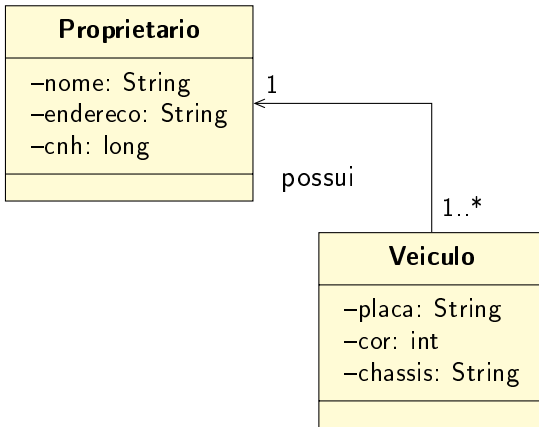 Proprietario
–nome: String
–endereco: String
–cnh: long
1
possui
1..*
Veiculo
–placa: String
–cor: int
–chassis: String